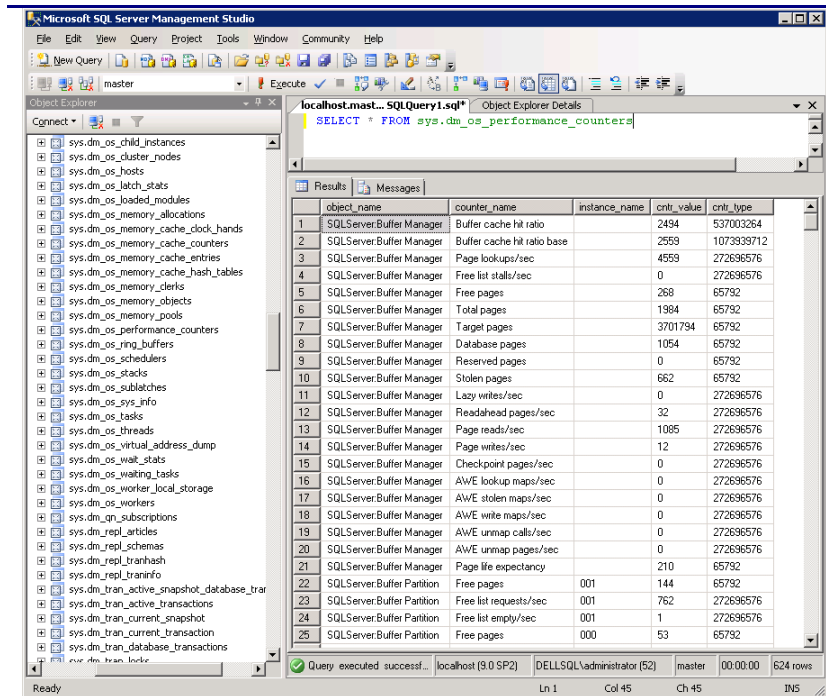 Microsoft SQL Server Management Studio
File Edit View Query Project Tools Window Community Help
New Query
master Execute
Object Explorer
localhost.mast... SQLQuery1.sql* Object Explorer Details
Connect
SELECT * FROM sys.dm_os_performance_counters
sys.dm_os_child_instances
sys.dm_os_cluster_nodes
sys.dm_os_hosts
sys.dm_os_latch_stats
sys.dm_os_loaded_modules
sys.dm_os_memory_allocations
sys.dm_os_memory_cache_clock_hands
sys.dm_os_memory_cache_counters
sys.dm_os_memory_cache_entries
sys.dm_os_memory_cache_hash_tables
sys.dm_os_memory_clerks
sys.dm_os_memory_objects
sys.dm_os_memory_pools
sys.dm_os_performance_counters
sys.dm_os_ring_buffers
sys.dm_os_schedulers
sys.dm_os_stacks
sys.dm_os_sublatches
sys.dm_os_sys_info
sys.dm_os_tasks
sys.dm_os_threads
sys.dm_os_virtual_address_dump
sys.dm_os_wait_stats
sys.dm_os_waiting_tasks
sys.dm_os_worker_local_storage
sys.dm_os_workers
sys.dm_qn_subscriptions
sys.dm_repl_articles
sys.dm_repl_schemas
sys.dm_repl_tranhash
sys.dm_repl_traninfo
sys.dm_tran_active_snapshot_database_tran
sys.dm_tran_active_transactions
sys.dm_tran_current_snapshot
sys.dm_tran_current_transaction
sys.dm_tran_database_transactions
sys.dm_tran_locks
Results Messages
object_name counter_name instance_name cntr_value cntr_type
1 SQLServer:Buffer Manager Buffer cache hit ratio 2494 537003264
2 SQLServer:Buffer Manager Buffer cache hit ratio base 2559 1073939712
3 SQLServer:Buffer Manager Page lookups/sec 4559 272696576
4 SQLServer:Buffer Manager Free list stalls/sec 0 272696576
5 SQLServer:Buffer Manager Free pages 268 65792
6 SQLServer:Buffer Manager Total pages 1984 65792
7 SQLServer:Buffer Manager Target pages 3701794 65792
8 SQLServer:Buffer Manager Database pages 1054 65792
9 SQLServer:Buffer Manager Reserved pages 0 65792
10 SQLServer:Buffer Manager Stolen pages 662 65792
11 SQLServer:Buffer Manager Lazy writes/sec 0 272696576
12 SQLServer:Buffer Manager Readahead pages/sec 32 272696576
13 SQLServer:Buffer Manager Page reads/sec 1085 272696576
14 SQLServer:Buffer Manager Page writes/sec 12 272696576
15 SQLServer:Buffer Manager Checkpoint pages/sec 0 272696576
16 SQLServer:Buffer Manager AWE lookup maps/sec 0 272696576
17 SQLServer:Buffer Manager AWE stolen maps/sec 0 272696576
18 SQLServer:Buffer Manager AWE write maps/sec 0 272696576
19 SQLServer:Buffer Manager AWE unmap calls/sec 0 272696576
20 SQLServer:Buffer Manager AWE unmap pages/sec 0 272696576
21 SQLServer:Buffer Manager Page life expectancy 210 65792
22 SQLServer:Buffer Partition Free pages 001 144 65792
23 SQLServer:Buffer Partition Free list requests/sec 001 762 272696576
24 SQLServer:Buffer Partition Free list empty/sec 001 1 272696576
25 SQLServer:Buffer Partition Free pages 000 53 65792
Query executed successf... localhost (9.0 SP2) DELLSQL\administrator (52) master 00:00:00 624 rows
Ready Ln 1 Col 45 Ch 45 INS